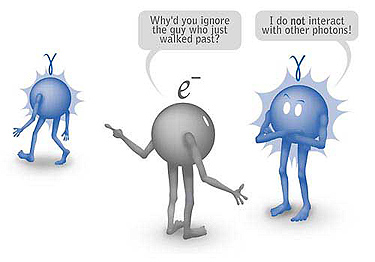 Why'd you ignore
the guy who just
walked past?
I do not interact
with other photons!
γ
e⁻
γ